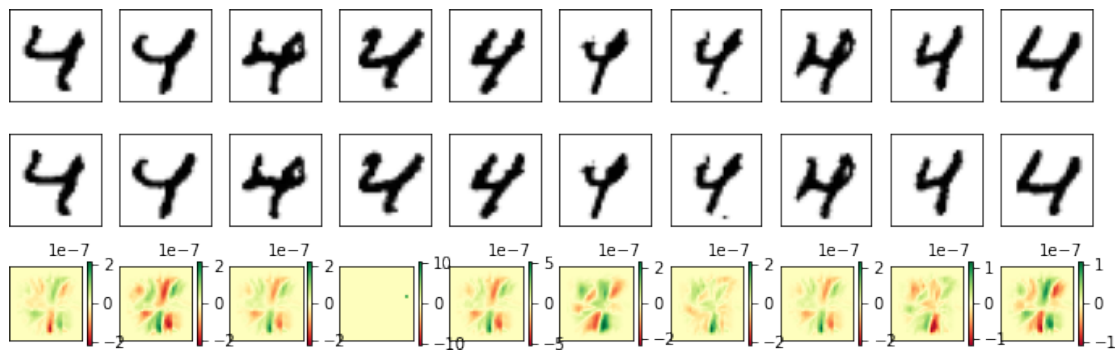 4 4 4 4 4 4 4 4 4 4
4 4 4 4 4 4 4 4 4 4
1e−7 1e−7 1e−7 1e−7 1e−7 1e−7 1e−7 1e−7 1e−7
2 2 2 10 5 2 2 2 1 1
0 0 0 0 0 0 0 0 0 0
−2 −2 −2 −10 −5 −2 −2 −2 −1 −1